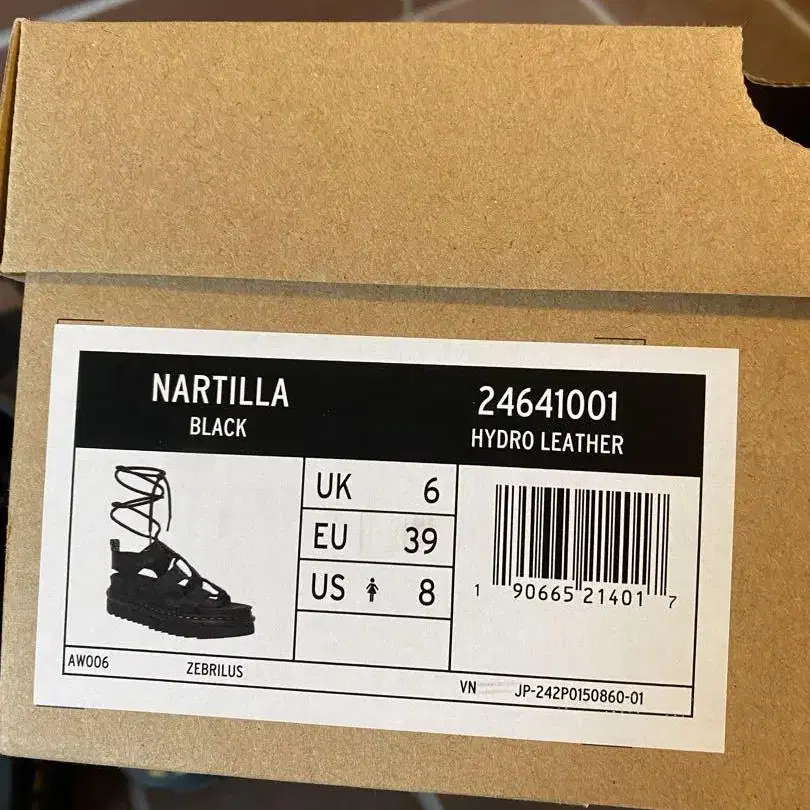 NARTILLA
BLACK
24641001
HYDRO LEATHER
UK 6
EU 39
US 8
1 90665 21401 7
AW006 ZEBRILUS
VN JP-242P0150860-01